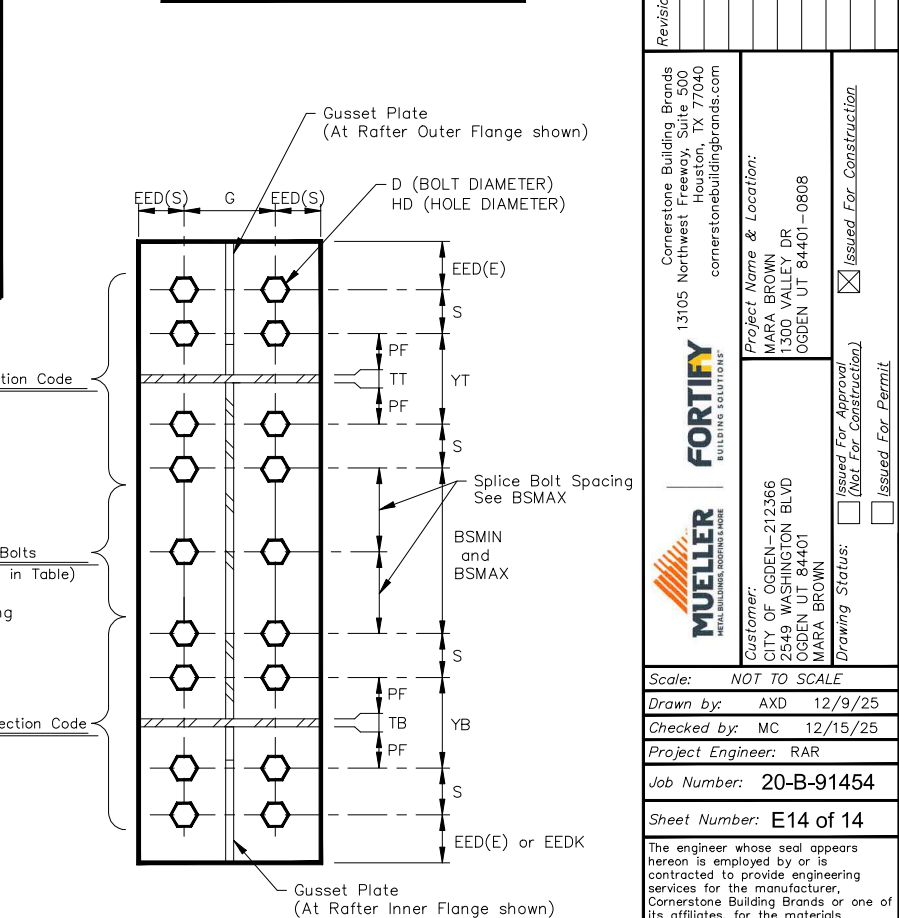 Gusset Plate
(At Rafter Outer Flange shown)
D (BOLT DIAMETER)
HD (HOLE DIAMETER)
EED(S)
G
EED(S)
EED(E)
S
PF
TT
YT
PF
S
Splice Bolt Spacing
See BSMAX
BSMIN
and
BSMAX
S
PF
TB
YB
PF
S
EED(E) or EEDK
Gusset Plate
(At Rafter Inner Flange shown)
tion Code
Bolts
in Table)
ng
ection Code
Revisio
Cornerstone Building Brands
13105 Northwest Freeway, Suite 500
Houston, TX 77040
cornerstonebuildingbrands.com
MUELLER
METAL BUILDINGS, ROOFING & MORE
FORTIFY
BUILDING SOLUTIONS
Project Name & Location:
MARA BROWN
1300 VALLEY DR
OGDEN UT 84401-0808
Customer:
CITY OF OGDEN-212366
2549 WASHINGTON BLVD
OGDEN UT 84401
MARA BROWN
Drawing Status:
Issued For Approval
(Not For Construction)
Issued For Permit
Issued For Construction
Scale: NOT TO SCALE
Drawn by: AXD 12/9/25
Checked by: MC 12/15/25
Project Engineer: RAR
Job Number: 20-B-91454
Sheet Number: E14 of 14
The engineer whose seal appears
hereon is employed by or is
contracted to provide engineering
services for the manufacturer,
Cornerstone Building Brands or one of
its affiliates, for the materials